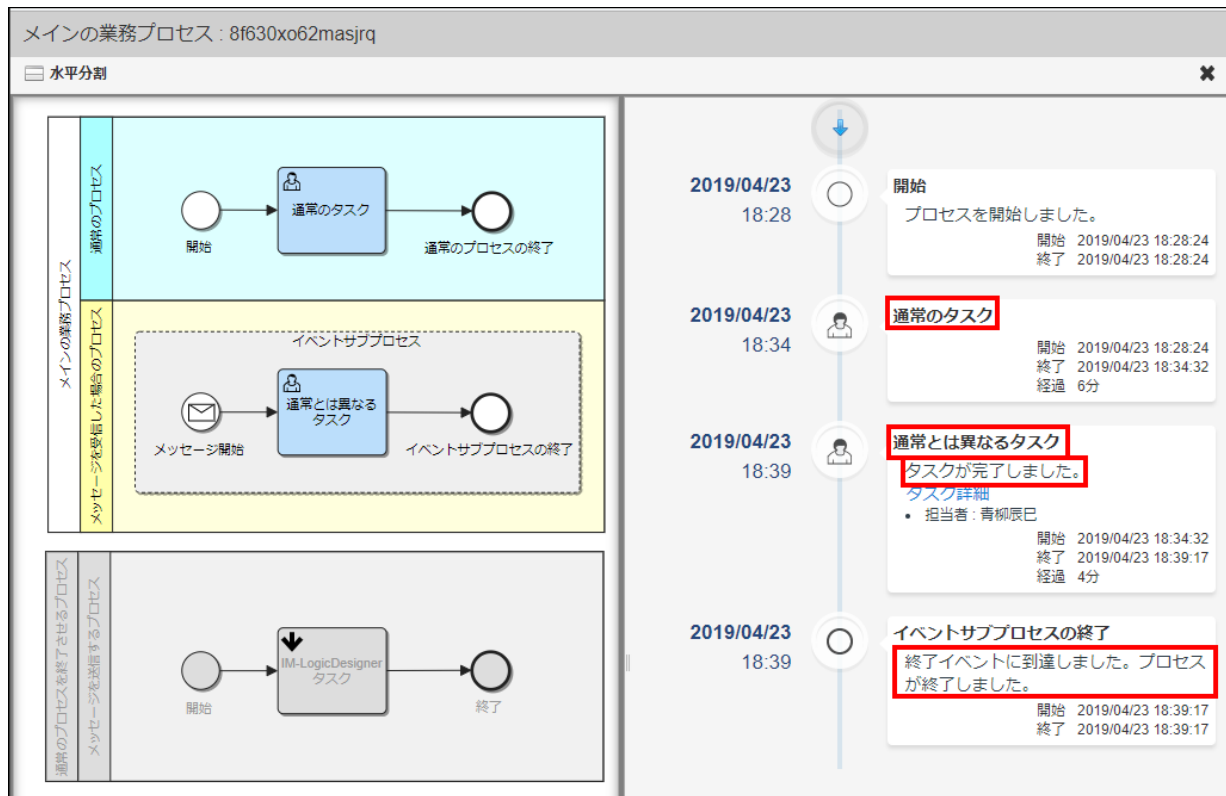 メインの業務プロセス : 8f630xo62masjrq
水平分割
メインの業務プロセス
通常のプロセス
開始
通常のタスク
通常のプロセスの終了
メッセージを受信した場合のプロセス
イベントサブプロセス
メッセージ開始
通常とは異なる
タスク
イベントサブプロセスの終了
通常のプロセスを終了させるプロセス
メッセージを送信するプロセス
開始
IM-LogicDesigner
タスク
終了
2019/04/23
18:28
開始
プロセスを開始しました。
開始 2019/04/23 18:28:24
終了 2019/04/23 18:28:24
2019/04/23
18:34
通常のタスク
開始 2019/04/23 18:28:24
終了 2019/04/23 18:34:32
経過 6分
2019/04/23
18:39
通常とは異なるタスク
タスクが完了しました。
タスク詳細
• 担当者 : 青柳辰巳
開始 2019/04/23 18:34:32
終了 2019/04/23 18:39:17
経過 4分
2019/04/23
18:39
イベントサブプロセスの終了
終了イベントに到達しました。プロセス
が終了しました。
開始 2019/04/23 18:39:17
終了 2019/04/23 18:39:17